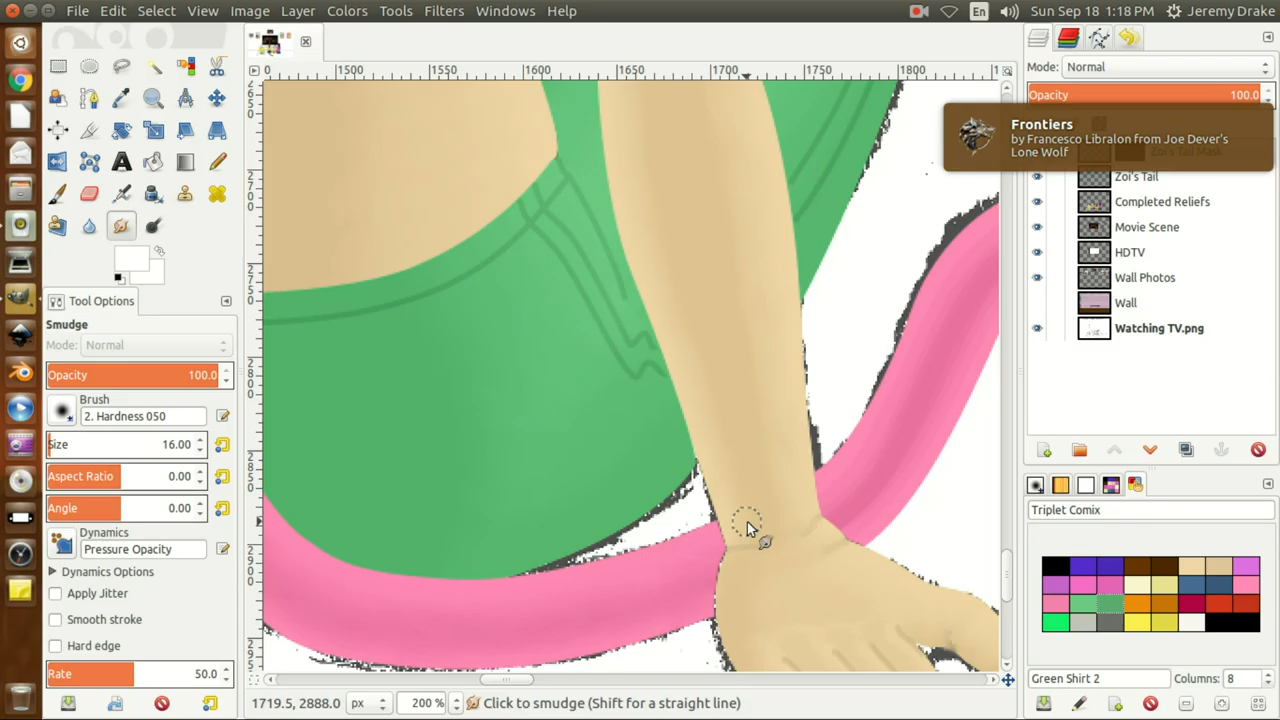 File Edit Select View Image Layer Colors Tools Filters Windows Help
En
Sun Sep 18 1:18 PM
Jeremy Drake
Mode: Normal
Opacity 100.0
Frontiers
by Francesco Libralon from Joe Dever's
Lone Wolf
Zoi's Tail Mask
Zoi's Tail
Completed Reliefs
Movie Scene
HDTV
Wall Photos
Wall
Watching TV.png
1500 1550 1600 1650 1700 1750 1800
Tool Options
Smudge
Mode: Normal
Opacity 100.0
Brush
2. Hardness 050
Size 16.00
Aspect Ratio 0.00
Angle 0.00
Dynamics
Pressure Opacity
Dynamics Options
Apply Jitter
Smooth stroke
Hard edge
Rate 50.0
Triplet Comix
Green Shirt 2
Columns: 8
1719.5, 2888.0 px 200 % Click to smudge (Shift for a straight line)